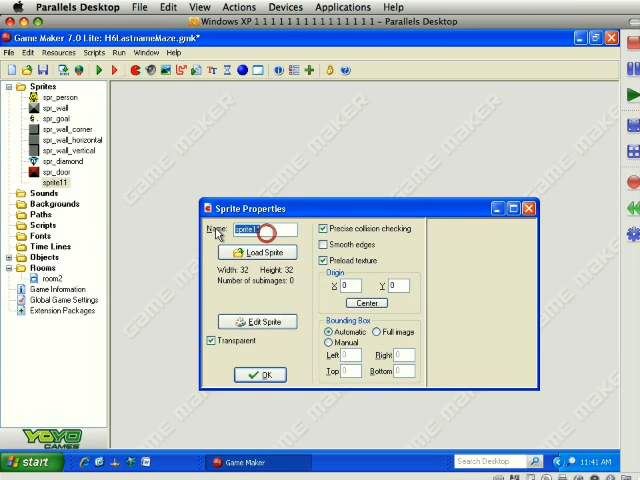 Parallels Desktop File View Actions Devices Applications Help
Windows XP 1 1 1 1 1 1 1 1 1 1 1 1 1 1 1 1 - Parallels Desktop
Game Maker 7.0 Lite: H6LastnameMaze.gmk*
File Edit Resources Scripts Run Window Help
Sprites
spr_person
spr_wall
spr_goal
spr_wall_corner
spr_wall_horizontal
spr_wall_vertical
spr_diamond
spr_door
sprite11
Sounds
Backgrounds
Paths
Scripts
Fonts
Time Lines
Objects
Rooms
room2
Game Information
Global Game Settings
Extension Packages
Sprite Properties
Name: sprite11
Load Sprite
Width: 32 Height: 32
Number of subimages: 0
Edit Sprite
Transparent
OK
Precise collision checking
Smooth edges
Preload texture
Origin
X 0 Y 0
Center
Bounding Box
Automatic Full image
Manual
Left 0 Right 0
Top 0 Bottom 0
GAME MAKER
YOYO
GAMES
start
Game Maker
Search Desktop
11:41 AM